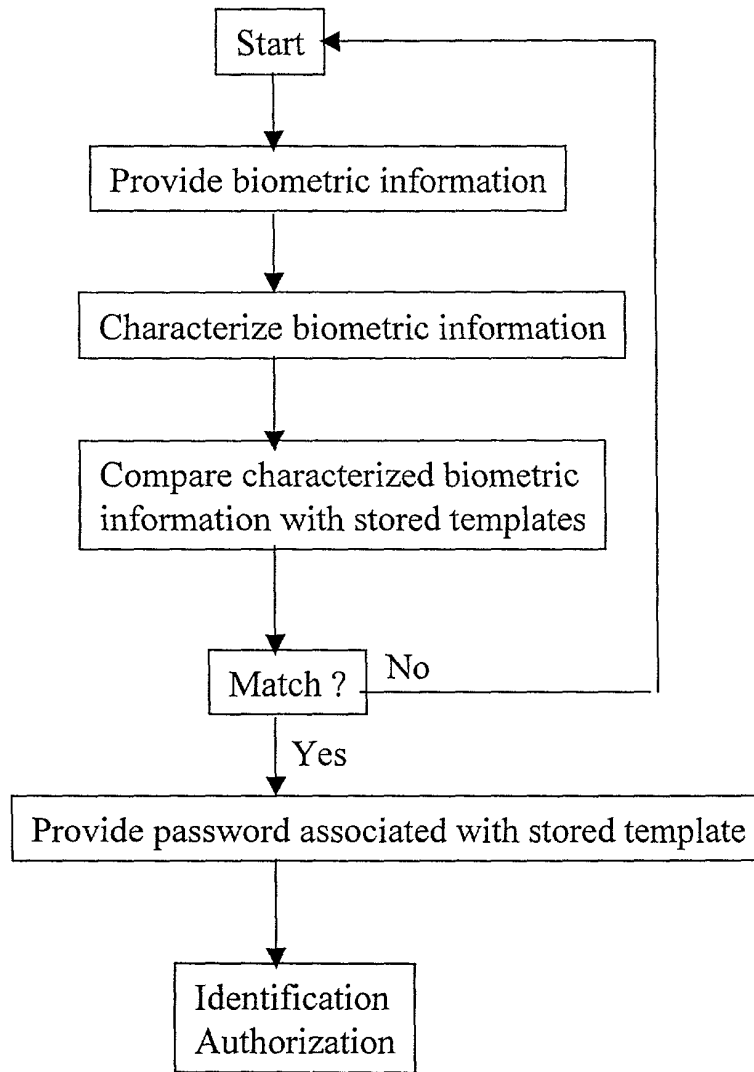 Start
Provide biometric information
Characterize biometric information
Compare characterized biometric
information with stored templates
Match ?
No
Yes
Provide password associated with stored template
Identification
Authorization